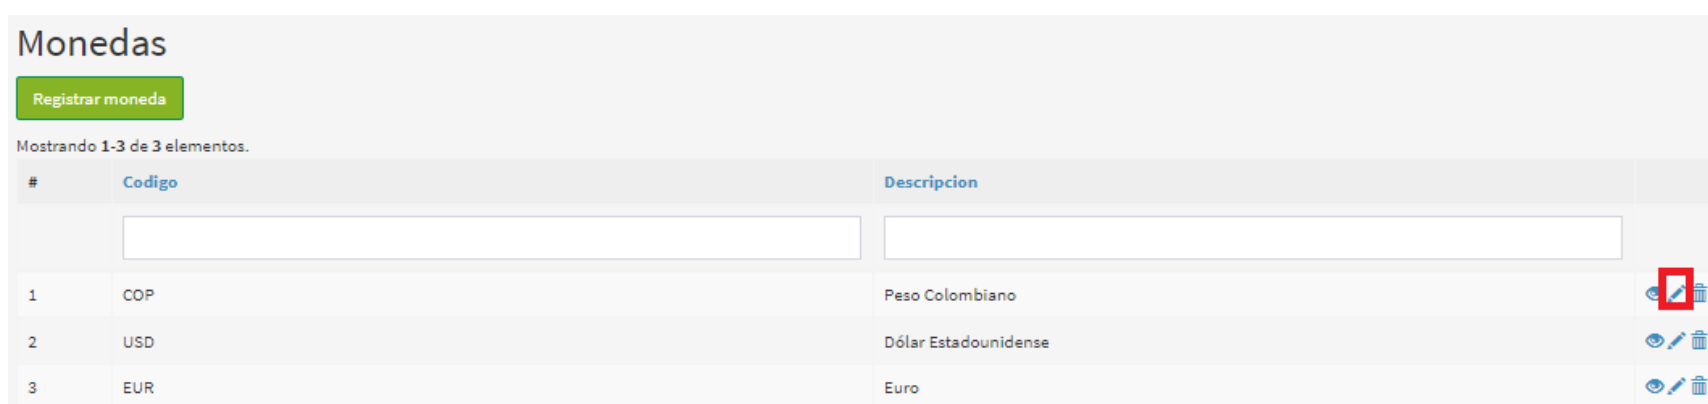 Monedas
Registrar moneda
Mostrando 1-3 de 3 elementos.
# Codigo Descripcion
1 COP Peso Colombiano
2 USD Dólar Estadounidense
3 EUR Euro